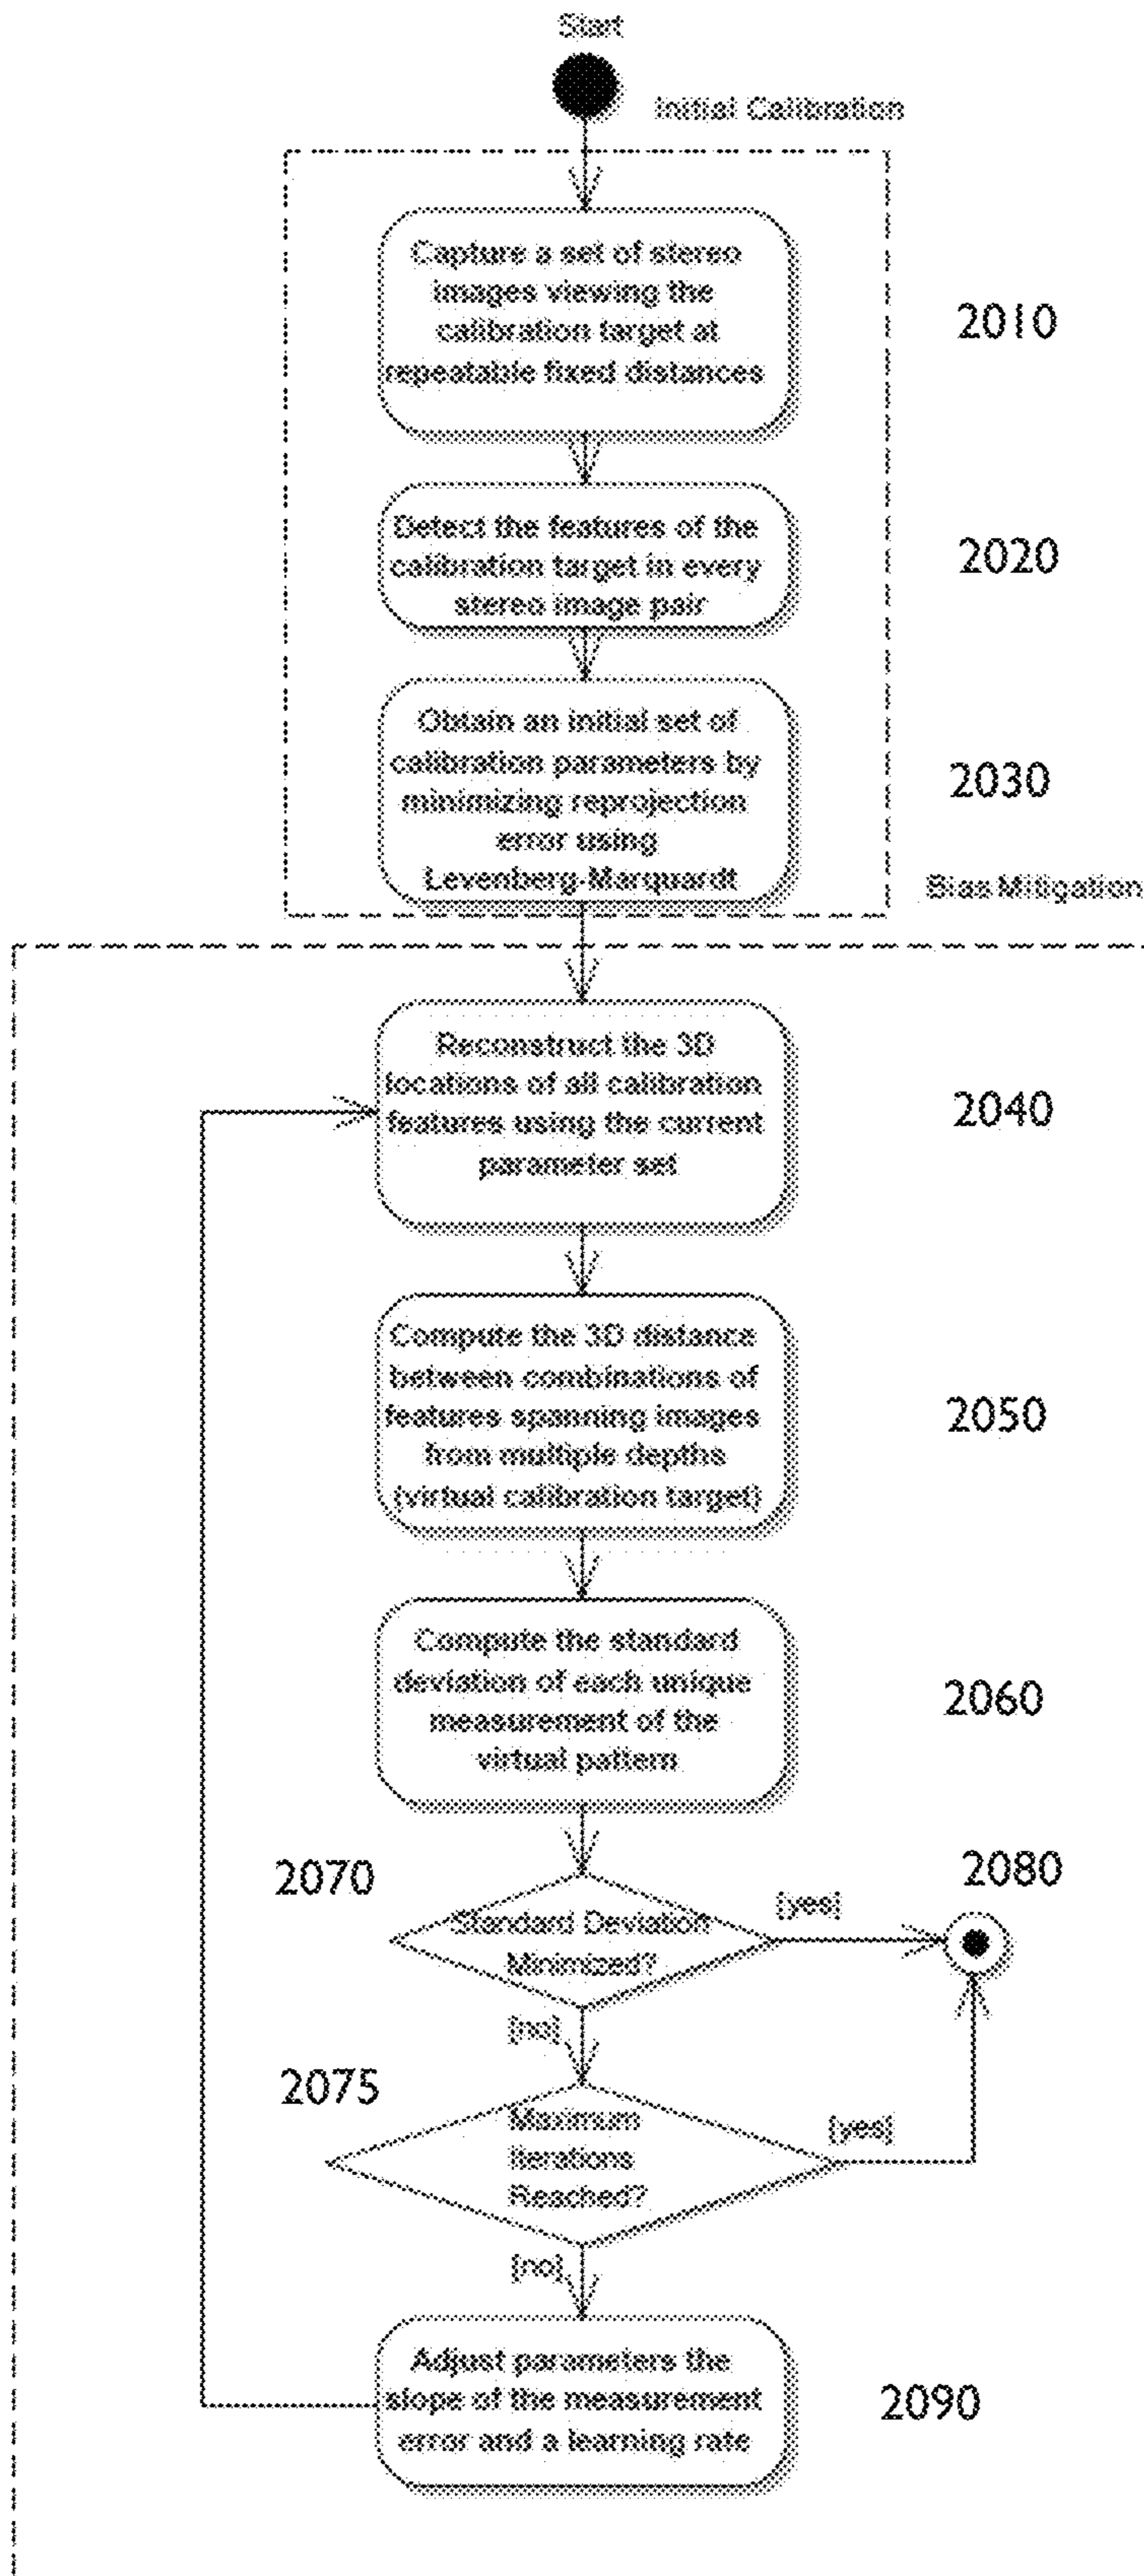 Start
Initial Calibration
Capture a set of stereo
images viewing the
calibration target at
repeatable fixed distances
2010
Detect the features of the
calibration target in every
stereo image pair
2020
Obtain an initial set of
calibration parameters by
minimizing reprojection
error using
Levenberg-Marquardt
2030
Bias Mitigation
Reconstruct the 3D
locations of all calibration
features using the current
parameter set
2040
Compute the 3D distance
between combinations of
features spanning images
from multiple depths
(virtual calibration target)
2050
Compute the standard
deviation of each unique
measurement of the
virtual pattern
2060
2070
Standard Deviation
Minimized?
[yes]
2080
[no]
2075
Maximum
Iterations
Reached?
[yes]
[no]
Adjust parameters the
slope of the measurement
error and a learning rate
2090